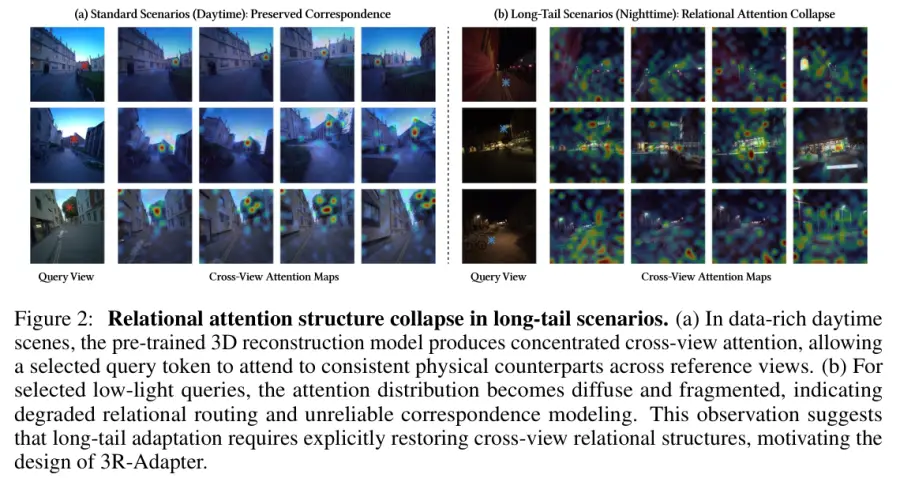 (a) Standard Scenarios (Daytime): Preserved Correspondence
(b) Long-Tail Scenarios (Nighttime): Relational Attention Collapse
Query View
Cross-View Attention Maps
Query View
Cross-View Attention Maps
Figure 2: Relational attention structure collapse in long-tail scenarios. (a) In data-rich daytime
scenes, the pre-trained 3D reconstruction model produces concentrated cross-view attention, allowing
a selected query token to attend to consistent physical counterparts across reference views. (b) For
selected low-light queries, the attention distribution becomes diffuse and fragmented, indicating
degraded relational routing and unreliable correspondence modeling. This observation suggests
that long-tail adaptation requires explicitly restoring cross-view relational structures, motivating the
design of 3R-Adapter.